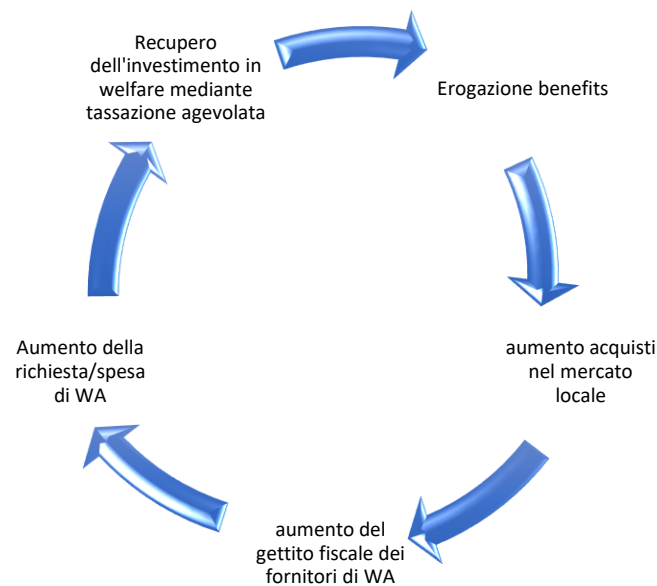 Recupero
dell'investimento in
welfare mediante
tassazione agevolata
Erogazione benefits
aumento acquisti
nel mercato
locale
aumento del
gettito fiscale dei
fornitori di WA
Aumento della
richiesta/spesa
di WA